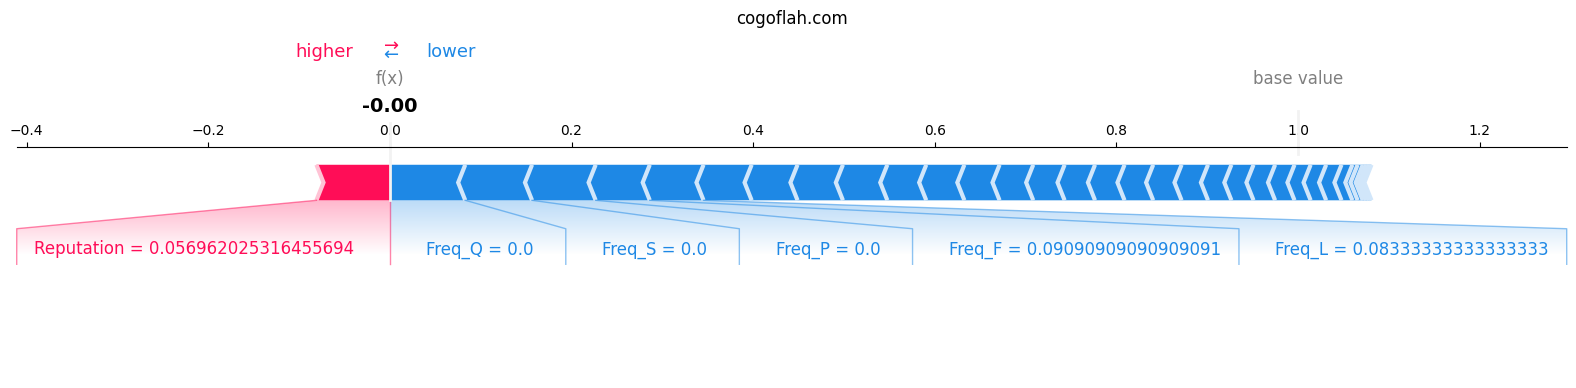 cogoflah.com
higher ⇄ lower
f(x) base value
-0.00
−0.4 −0.2 0.0 0.2 0.4 0.6 0.8 1.0 1.2
Reputation = 0.056962025316455694 Freq_Q = 0.0 Freq_S = 0.0 Freq_P = 0.0 Freq_F = 0.09090909090909091 Freq_L = 0.08333333333333333